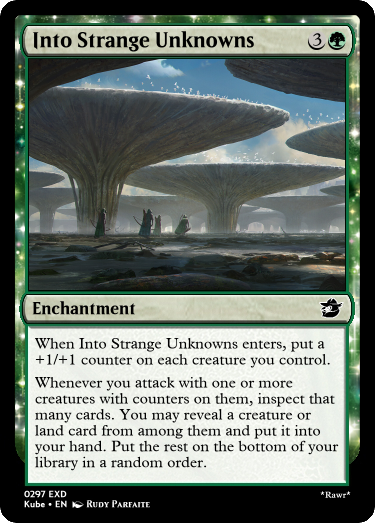 Into Strange Unknowns 3
Enchantment
When Into Strange Unknowns enters, put a
+1/+1 counter on each creature you control.
Whenever you attack with one or more
creatures with counters on them, inspect that
many cards. You may reveal a creature or
land card from among them and put it into
your hand. Put the rest on the bottom of your
library in a random order.
0297 EXD
Kube • EN Rudy Parfaite
*Rawr*